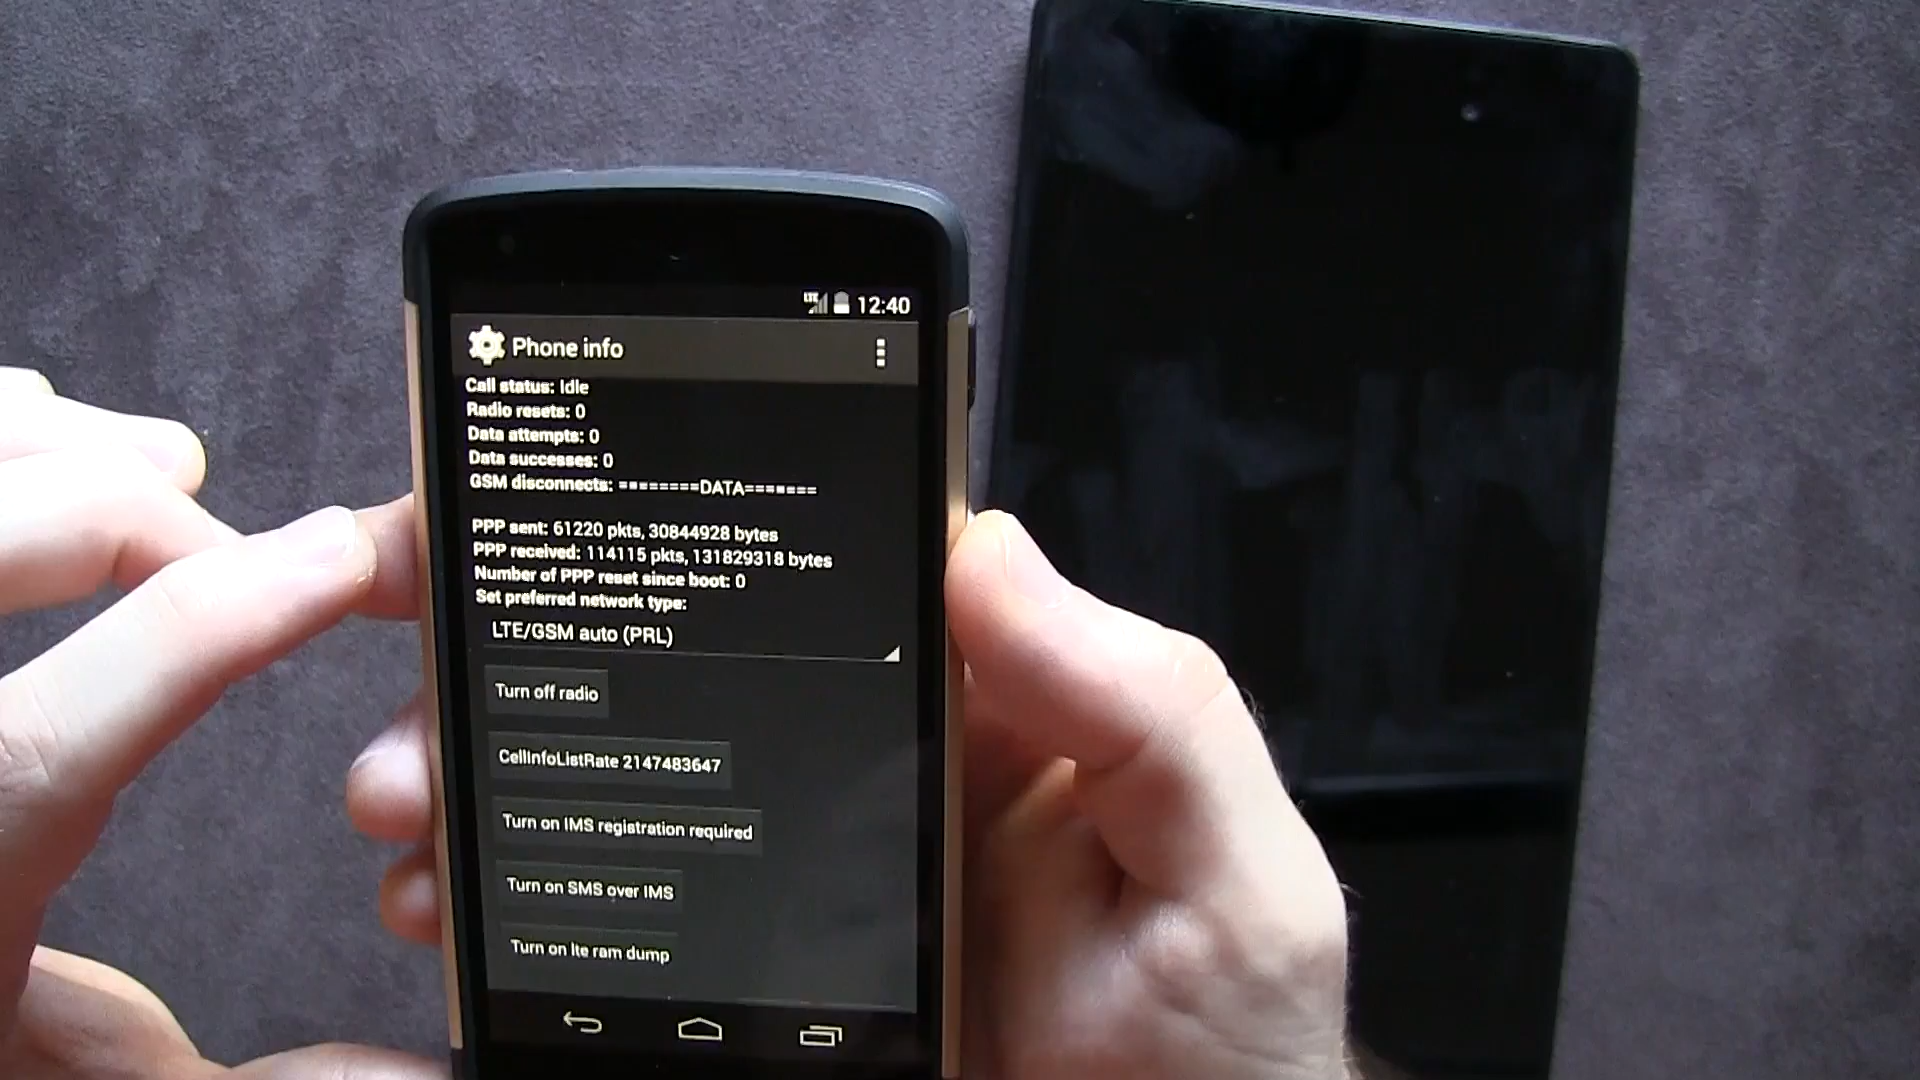 LTE 12:40
Phone info
Call status: Idle
Radio resets: 0
Data attempts: 0
Data successes: 0
GSM disconnects: ========DATA=======
PPP sent: 61220 pkts, 30844928 bytes
PPP received: 114115 pkts, 131829318 bytes
Number of PPP reset since boot: 0
Set preferred network type:
LTE/GSM auto (PRL)
Turn off radio
CellInfoListRate 2147483647
Turn on IMS registration required
Turn on SMS over IMS
Turn on lte ram dump